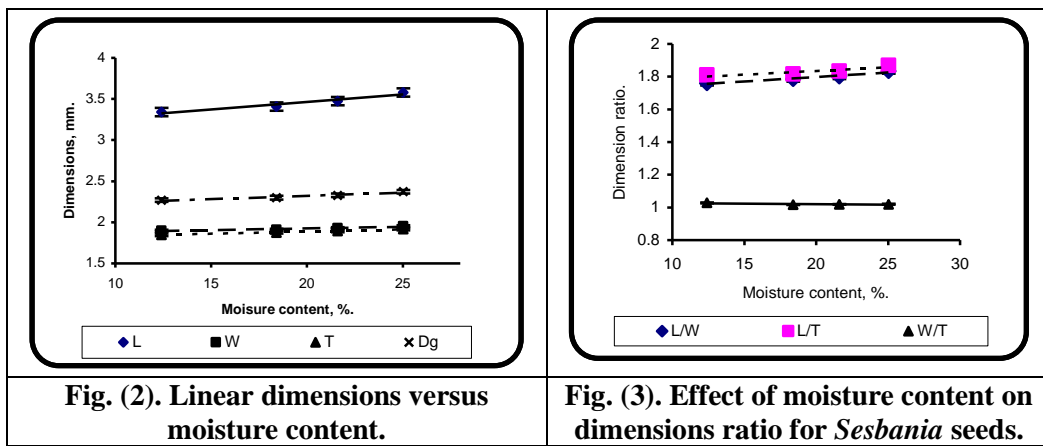 4
3.5
3
2.5
2
1.5
Dimensions, mm.
10 15 20 25
Moisure content, %.
L W T Dg
2
1.8
1.6
1.4
1.2
1
0.8
Dimension ratio.
10 15 20 25 30
Moisture content, %.
L/W L/T W/T
Fig. (2). Linear dimensions versus
moisture content.
Fig. (3). Effect of moisture content on
dimensions ratio for Sesbania seeds.